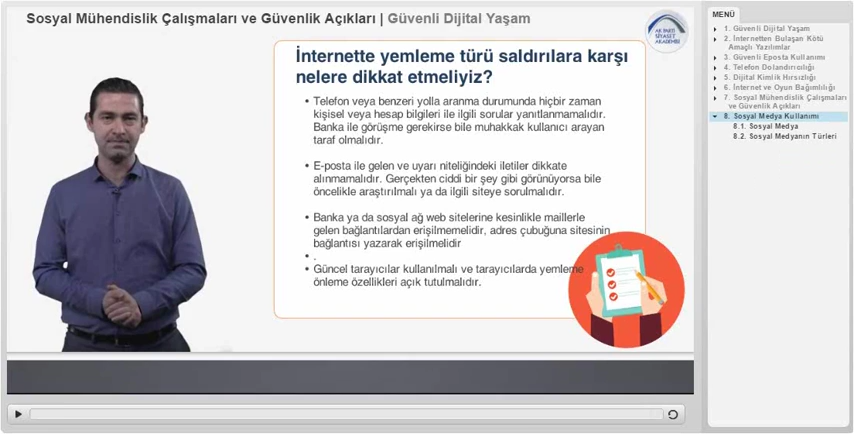 Sosyal Mühendislik Çalışmaları ve Güvenlik Açıkları | Güvenli Dijital Yaşam
AK PARTİ
SİYASET
AKADEMİSİ
İnternette yemleme türü saldırılara karşı
nelere dikkat etmeliyiz?
• Telefon veya benzeri yolla aranma durumunda hiçbir zaman
kişisel veya hesap bilgileri ile ilgili sorular yanıtlanmamalıdır.
Banka ile görüşme gerekirse bile muhakkak kullanıcı arayan
taraf olmalıdır.
• E-posta ile gelen ve uyarı niteliğindeki iletiler dikkate
alınmamalıdır. Gerçekten ciddi bir şey gibi görünüyorsa bile
öncelikle araştırılmalı ya da ilgili siteye sorulmalıdır.
• Banka ya da sosyal ağ web sitelerine kesinlikle maillerle
gelen bağlantılardan erişilmemelidir, adres çubuğuna sitesinin
bağlantısı yazarak erişilmelidir
• .
• Güncel tarayıcılar kullanılmalı ve tarayıcılarda yemleme
önleme özellikleri açık tutulmalıdır.
MENÜ
1. Güvenli Dijital Yaşam
2. İnternetten Bulaşan Kötü
Amaçlı Yazılımlar
3. Güvenli Eposta Kullanımı
4. Telefon Dolandırıcılığı
5. Dijital Kimlik Hırsızlığı
6. İnternet ve Oyun Bağımlılığı
7. Sosyal Mühendislik Çalışmaları
ve Güvenlik Açıkları
8. Sosyal Medya Kullanımı
8.1. Sosyal Medya
8.2. Sosyal Medyanın Türleri